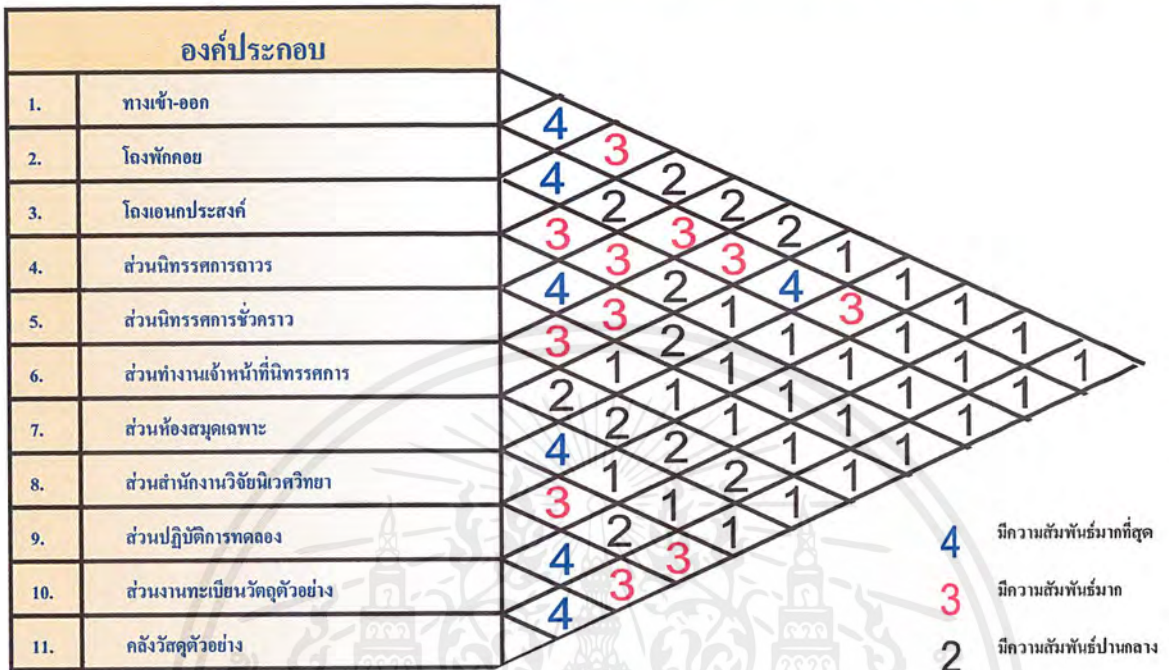 องค์ประกอบ
1. ทางเข้า-ออก
2. โถงพักคอย
3. โถงเอนกประสงค์
4. ส่วนนิทรรศการถาวร
5. ส่วนนิทรรศการชั่วคราว
6. ส่วนทำงานเจ้าหน้าที่นิทรรศการ
7. ส่วนห้องสมุดเฉพาะ
8. ส่วนสำนักงานวิจัยนิเวศวิทยา
9. ส่วนปฏิบัติการทดลอง
10. ส่วนงานทะเบียนวัตถุตัวอย่าง
11. คลังวัสดุตัวอย่าง
4
3
4 2
2 2
3 3 2
3 3 1
4 2 4 1
3 1 3 1
3 2 1 1 1
1 1 1 1 1
2 1 1 1 1
2 1 1 1
4 2 1 1
1 2 1
3 1 1
2 1
4 3
3
4
4 มีความสัมพันธ์มากที่สุด
3 มีความสัมพันธ์มาก
2 มีความสัมพันธ์ปานกลาง